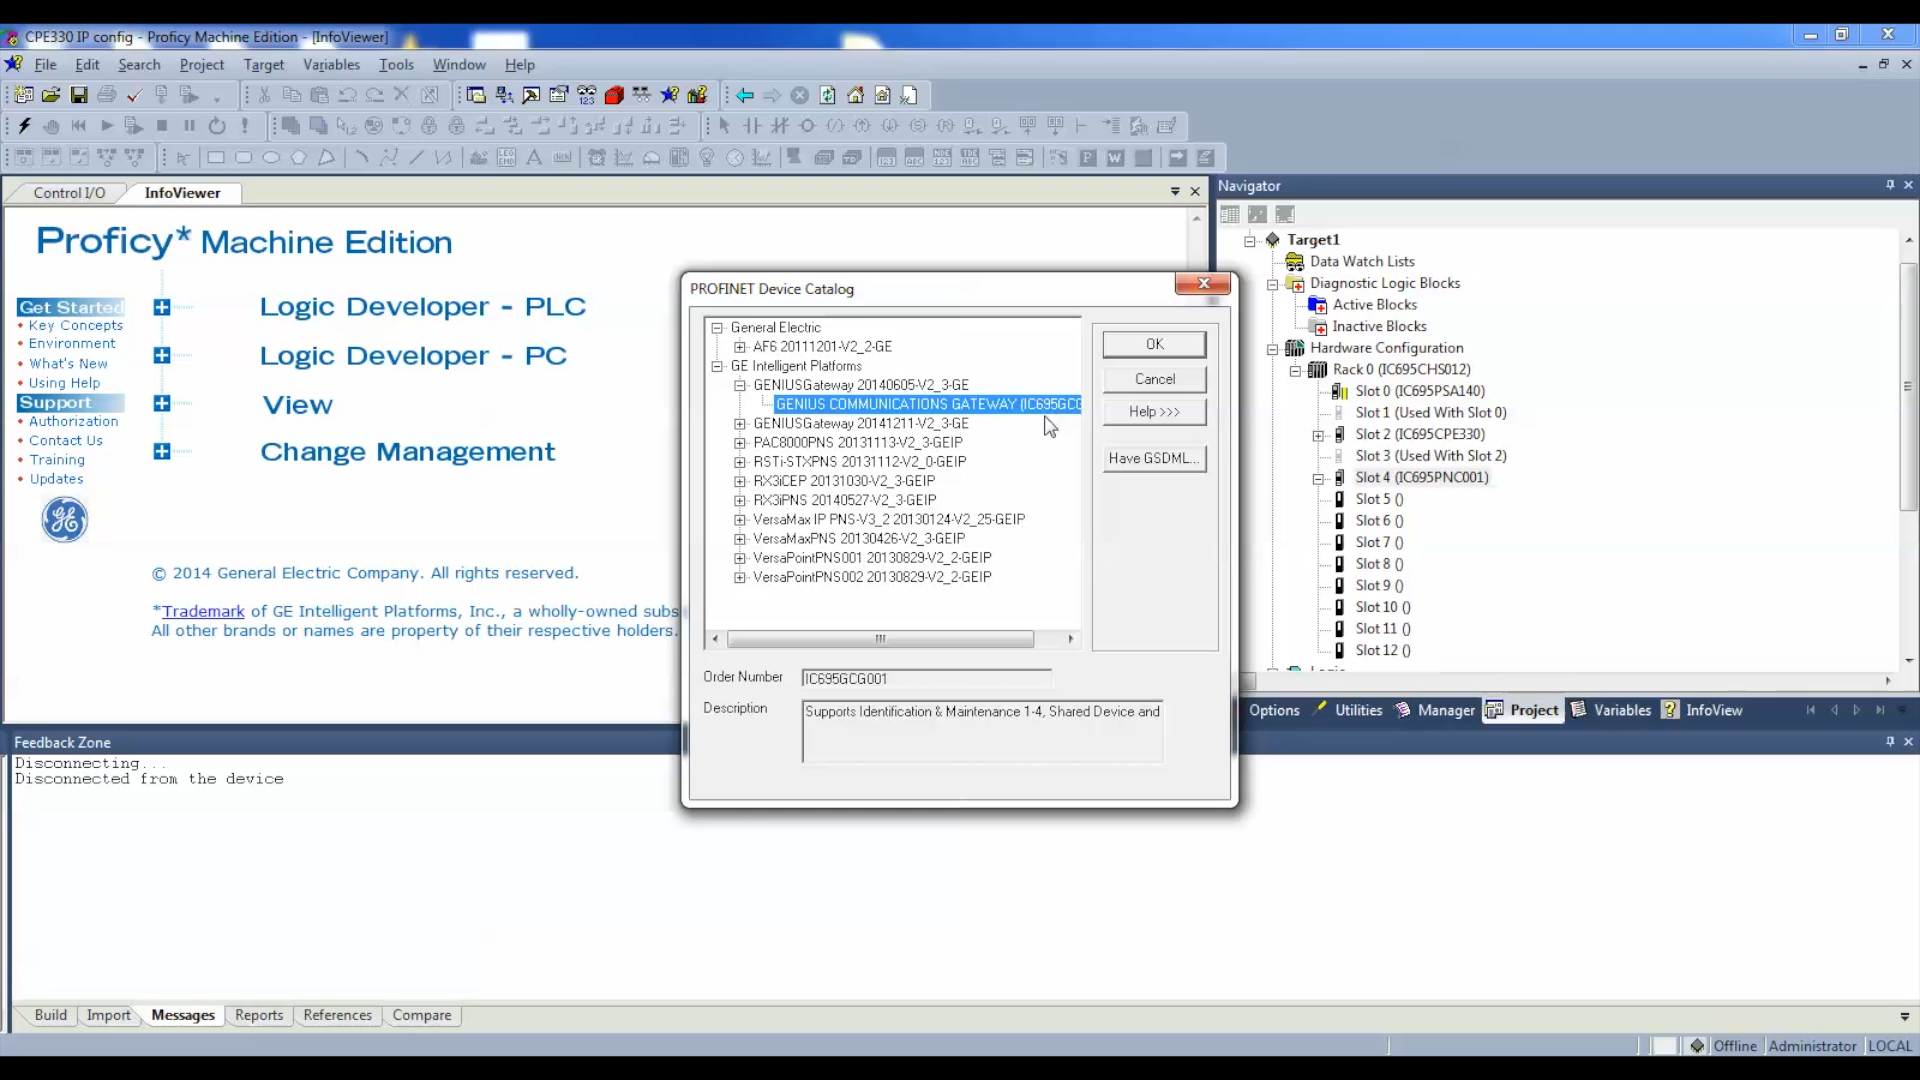 CPE330 IP config - Proficy Machine Edition - [InfoViewer]
File Edit Search Project Target Variables Tools Window Help
Control I/O InfoViewer
Proficy* Machine Edition
Get Started
Key Concepts
Environment
What's New
Using Help
Support
Authorization
Contact Us
Training
Updates
Logic Developer - PLC
Logic Developer - PC
View
Change Management
© 2014 General Electric Company. All rights reserved.
*Trademark of GE Intelligent Platforms, Inc., a wholly-owned subs
All other brands or names are property of their respective holders.
PROFINET Device Catalog
General Electric
AF6 20111201-V2_2-GE
GE Intelligent Platforms
GENIUSGateway 20140605-V2_3-GE
GENIUS COMMUNICATIONS GATEWAY (IC695GCG
GENIUSGateway 20141211-V2_3-GE
PAC8000PNS 20131113-V2_3-GEIP
RSTi-STXPNS 20131112-V2_0-GEIP
RX3iCEP 20131030-V2_3-GEIP
RX3iPNS 20140527-V2_3-GEIP
VersaMax IP PNS-V3_2 20130124-V2_25-GEIP
VersaMaxPNS 20130426-V2_3-GEIP
VersaPointPNS001 20130829-V2_2-GEIP
VersaPointPNS002 20130829-V2_2-GEIP
OK
Cancel
Help >>>
Have GSDML...
Order Number IC695GCG001
Description Supports Identification & Maintenance 1-4, Shared Device and
Navigator
Target1
Data Watch Lists
Diagnostic Logic Blocks
Active Blocks
Inactive Blocks
Hardware Configuration
Rack 0 (IC695CHS012)
Slot 0 (IC695PSA140)
Slot 1 (Used With Slot 0)
Slot 2 (IC695CPE330)
Slot 3 (Used With Slot 2)
Slot 4 (IC695PNC001)
Slot 5 ()
Slot 6 ()
Slot 7 ()
Slot 8 ()
Slot 9 ()
Slot 10 ()
Slot 11 ()
Slot 12 ()
Options Utilities Manager Project Variables InfoView
Feedback Zone
Disconnecting...
Disconnected from the device
Build Import Messages Reports References Compare
Offline Administrator LOCAL